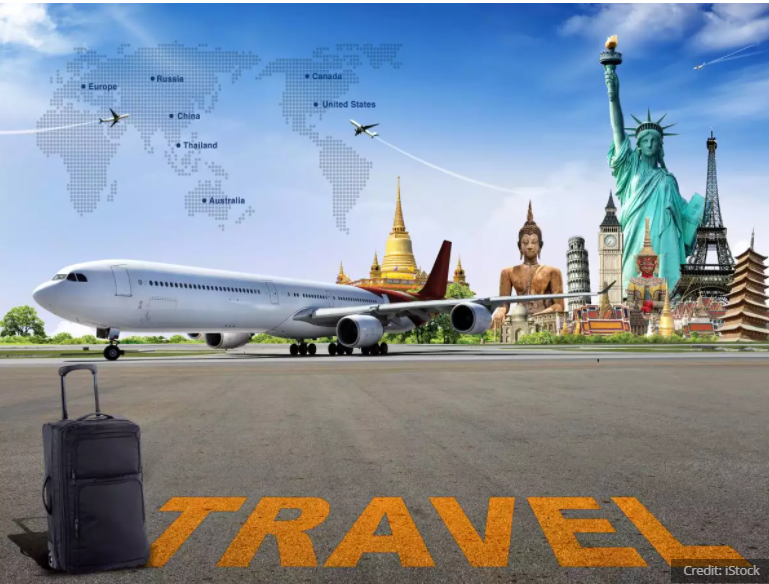 Europe
Russia
China
Thailand
Australia
Canada
United States
TRAVEL
Credit: iStock